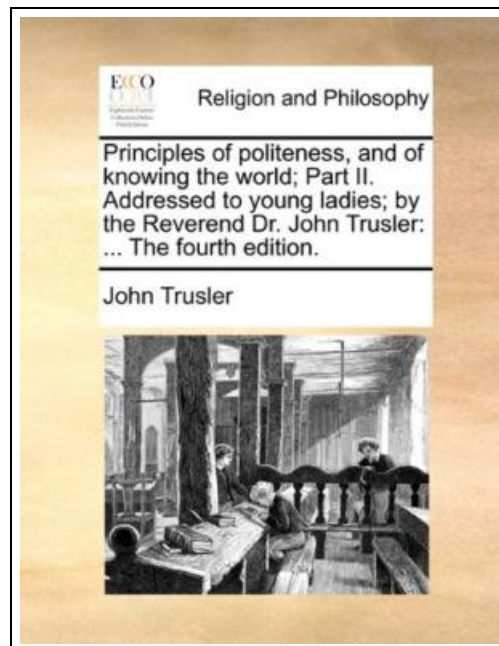 ECCO
Religion and Philosophy
Principles of politeness, and of
knowing the world; Part II.
Addressed to young ladies; by
the Reverend Dr. John Trusler:
... The fourth edition.
John Trusler